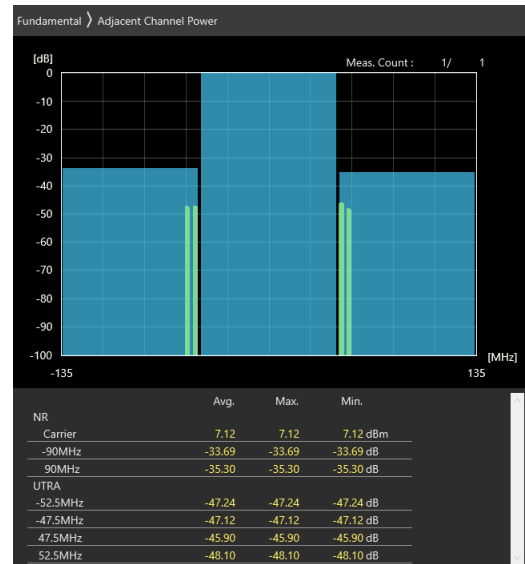 Fundamental 〉 Adjacent Channel Power
[dB]
Meas. Count : 1/ 1
0
-10
-20
-30
-40
-50
-60
-70
-80
-90
-100
[MHz]
-135 135
Avg. Max. Min.
NR
Carrier 7.12 7.12 7.12 dBm
-90MHz -33.69 -33.69 -33.69 dB
90MHz -35.30 -35.30 -35.30 dB
UTRA
-52.5MHz -47.24 -47.24 -47.24 dB
-47.5MHz -47.12 -47.12 -47.12 dB
47.5MHz -45.90 -45.90 -45.90 dB
52.5MHz -48.10 -48.10 -48.10 dB